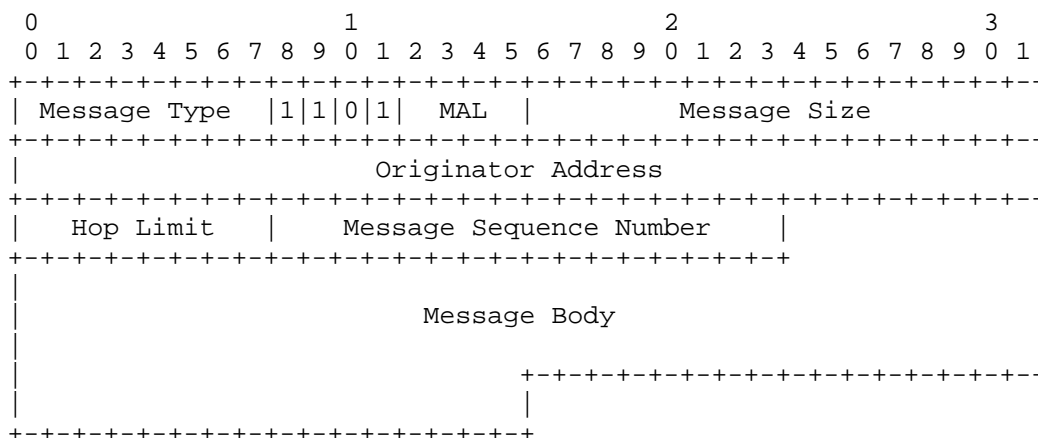 0                   1                   2                   3
 0 1 2 3 4 5 6 7 8 9 0 1 2 3 4 5 6 7 8 9 0 1 2 3 4 5 6 7 8 9 0 1
+-+-+-+-+-+-+-+-+-+-+-+-+-+-+-+-+-+-+-+-+-+-+-+-+-+-+-+-+-+-+-+--
| Message Type  |1|1|0|1|  MAL  |         Message Size
+-+-+-+-+-+-+-+-+-+-+-+-+-+-+-+-+-+-+-+-+-+-+-+-+-+-+-+-+-+-+-+--
|                      Originator Address
+-+-+-+-+-+-+-+-+-+-+-+-+-+-+-+-+-+-+-+-+-+-+-+-+-+-+-+-+-+-+-+--
|   Hop Limit   |    Message Sequence Number    |
+-+-+-+-+-+-+-+-+-+-+-+-+-+-+-+-+-+-+-+-+-+-+-+-+
|
|                         Message Body
|
|                               +-+-+-+-+-+-+-+-+-+-+-+-+-+-+-+--
|                               |
+-+-+-+-+-+-+-+-+-+-+-+-+-+-+-+-+